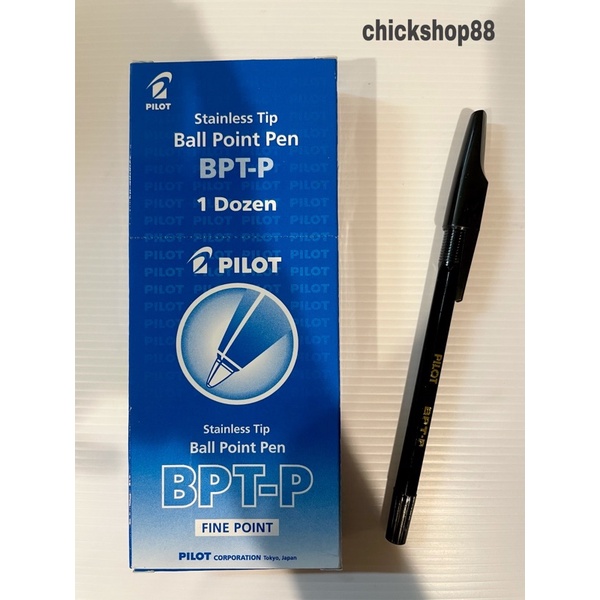 chickshop88
PILOT
Stainless Tip
Ball Point Pen
BPT-P
1 Dozen
PILOT
Stainless Tip
Ball Point Pen
BPT-P
FINE POINT
PILOT CORPORATION Tokyo, Japan
PILOT BPT-P